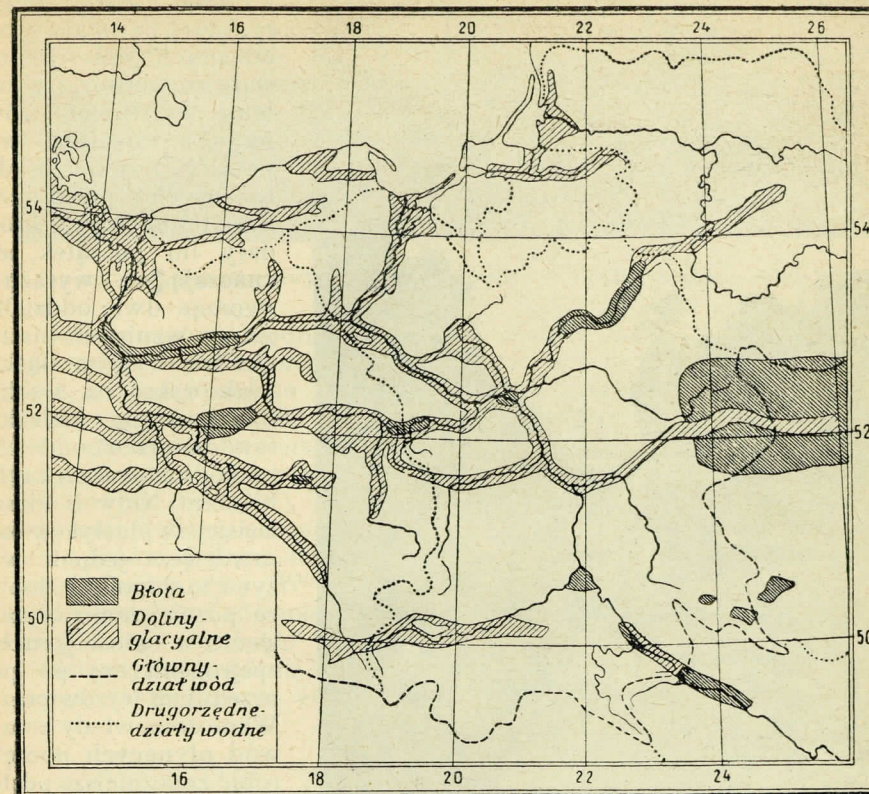 14 16 18 20 22 24 26
54 54
52 52
50 50
Błota
Doliny-
glacyalne
Główny-
dział wód
Drugorzędne-
działy wodne
16 18 20 22 24